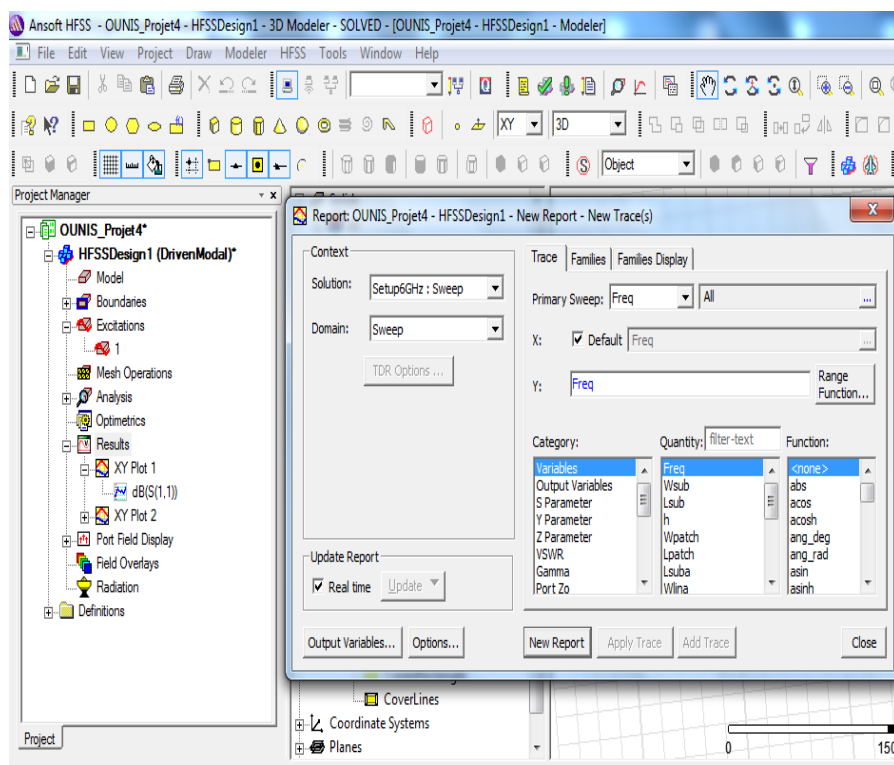 Ansoft HFSS - OUNIS_Projet4 - HFSSDesign1 - 3D Modeler - SOLVED - [OUNIS_Projet4 - HFSSDesign1 - Modeler]
File Edit View Project Draw Modeler HFSS Tools Window Help
XY 3D
Object
Project Manager
OUNIS_Projet4*
HFSSDesign1 (DrivenModal)*
Model
Boundaries
Excitations
1
Mesh Operations
Analysis
Optimetrics
Results
XY Plot 1
dB(S(1,1))
XY Plot 2
Port Field Display
Field Overlays
Radiation
Definitions
Project
Report: OUNIS_Projet4 - HFSSDesign1 - New Report - New Trace(s)
Context
Solution: Setup6GHz : Sweep
Domain: Sweep
TDR Options ...
Update Report
Real time Update
Output Variables... Options...
Trace Families Families Display
Primary Sweep: Freq All ...
X: Default Freq ...
Y: Freq Range Function...
Category: Quantity: filter-text Function:
Variables Freq <none>
Output Variables Wsub abs
S Parameter Lsub acos
Y Parameter h acosh
Z Parameter Wpatch ang_deg
VSWR Lpatch ang_rad
Gamma Lsuba asin
Port Zo Wlina asinh
New Report Apply Trace Add Trace Close
CoverLines
Coordinate Systems
Planes
0 150